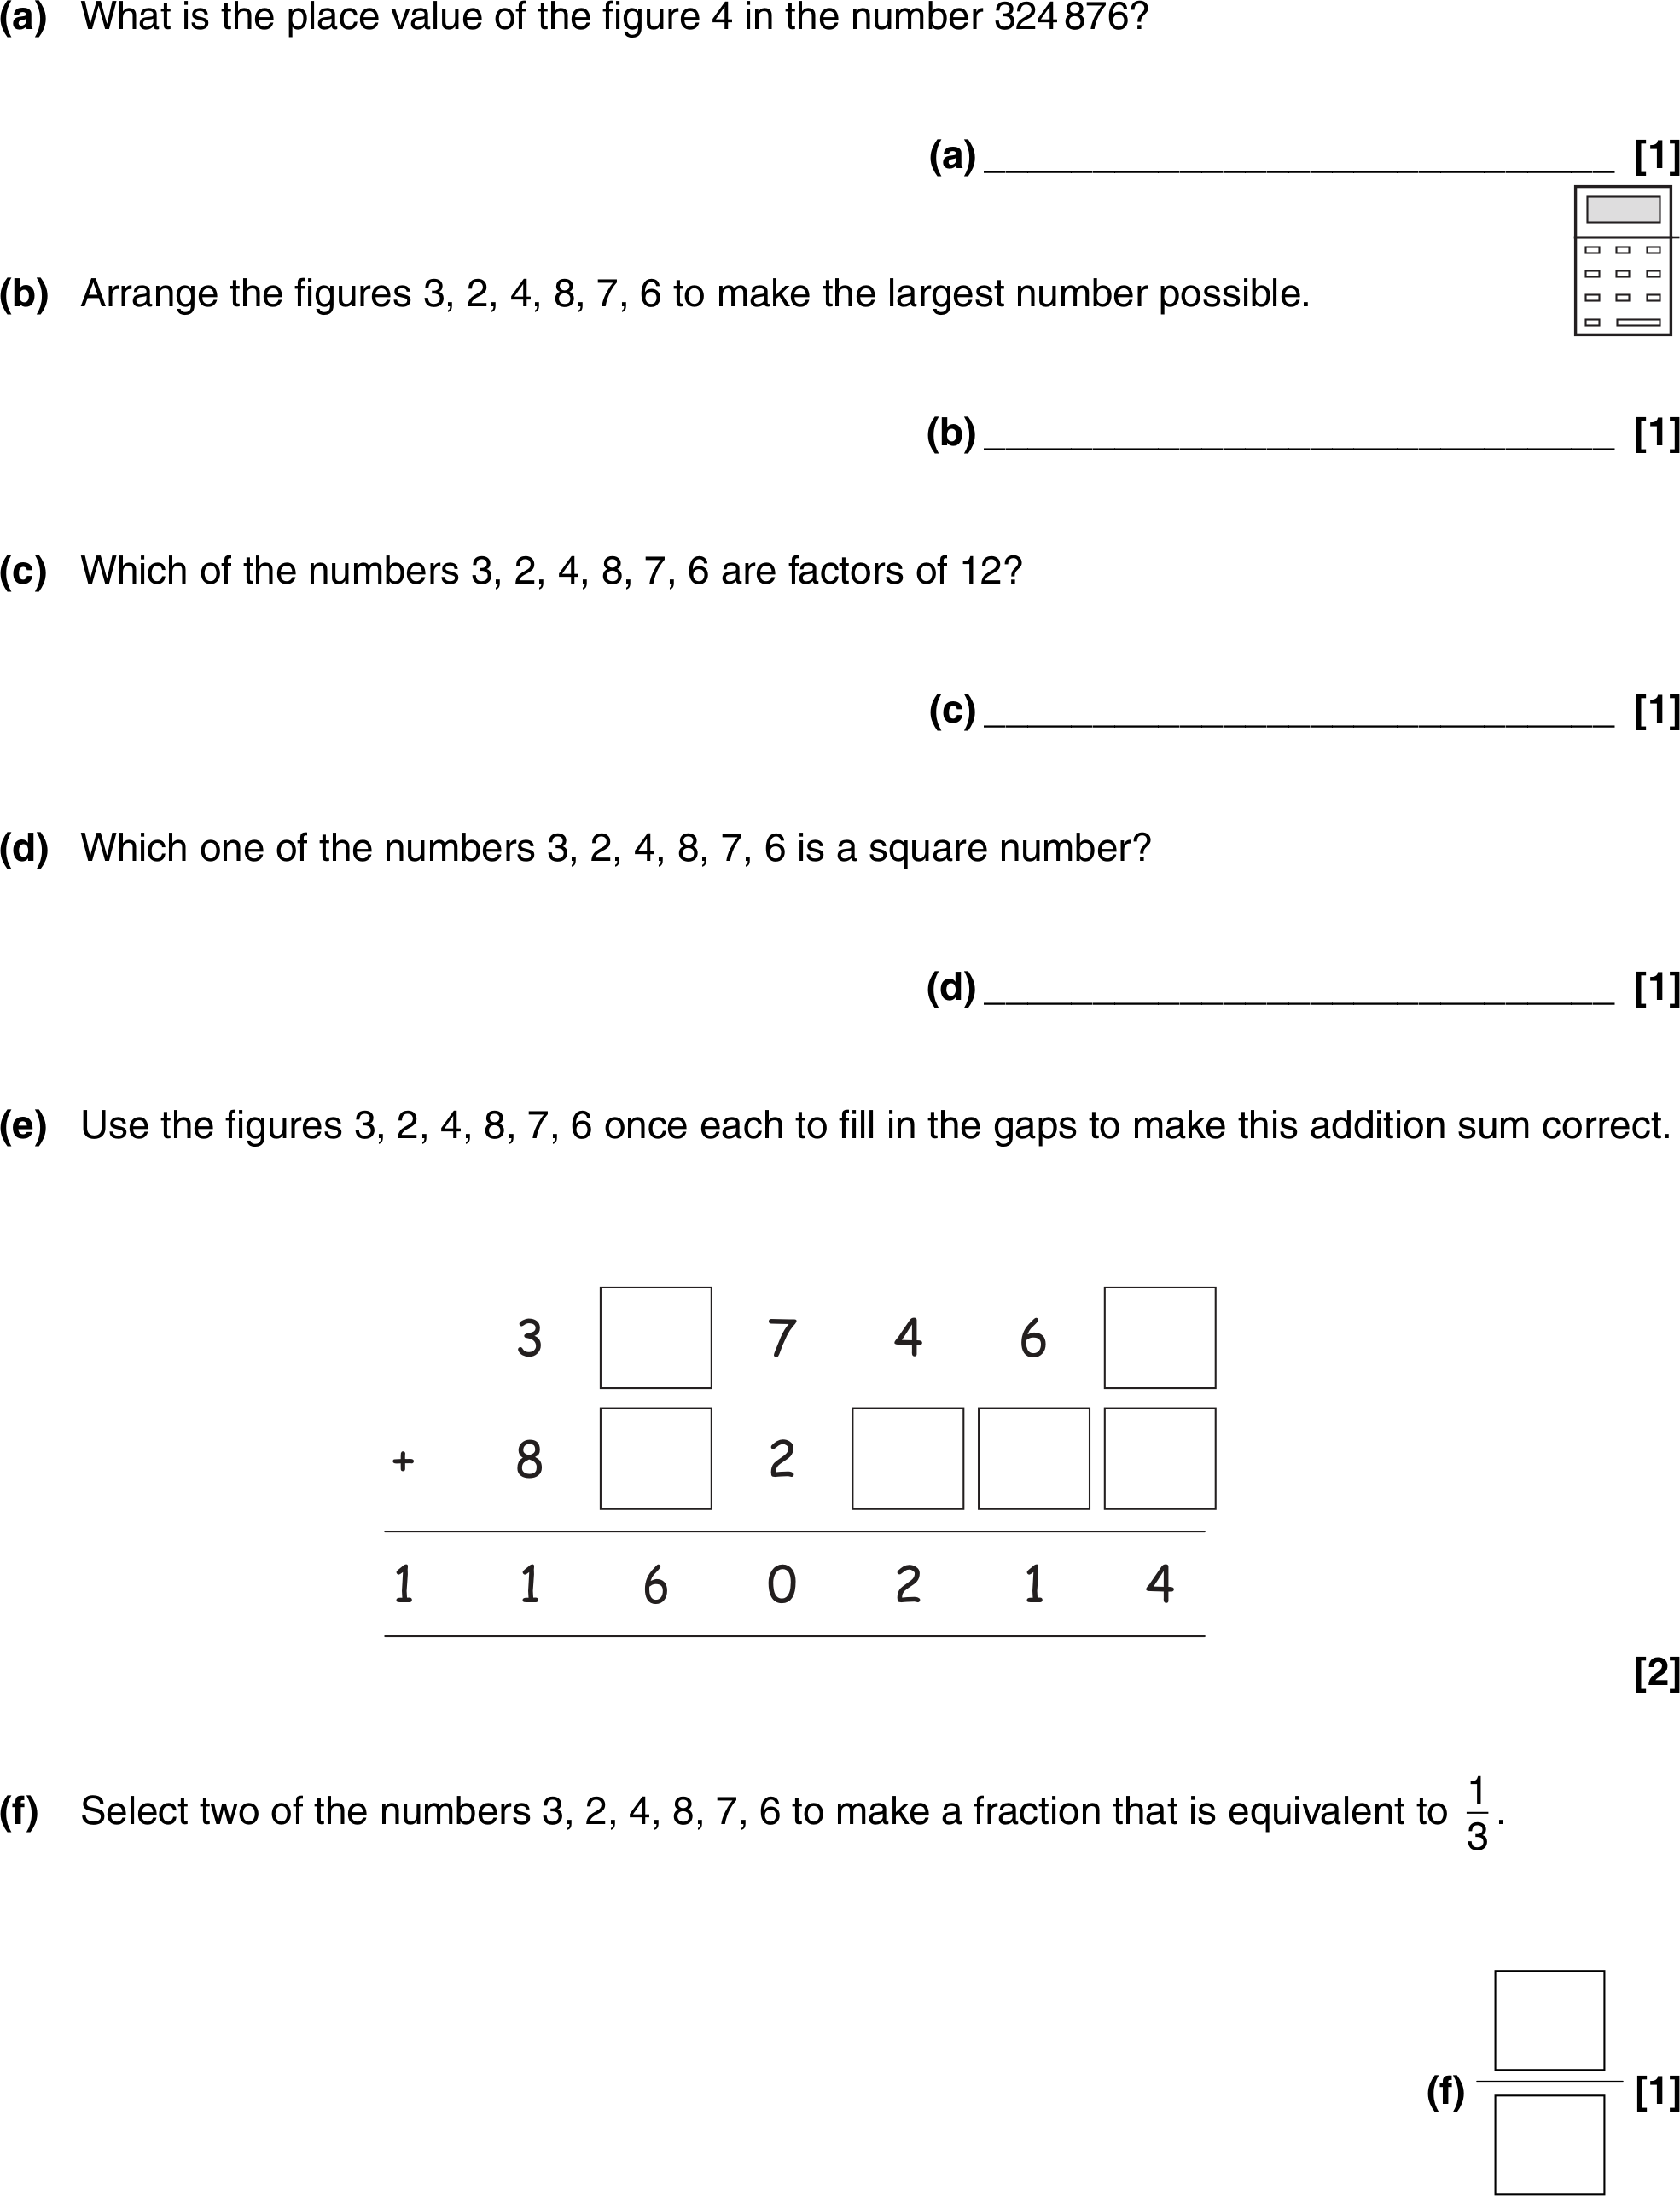 (a) What is the place value of the figure 4 in the number 324 876?
(a) ______________________________ [1]
(b) Arrange the figures 3, 2, 4, 8, 7, 6 to make the largest number possible.
(b) ______________________________ [1]
(c) Which of the numbers 3, 2, 4, 8, 7, 6 are factors of 12?
(c) ______________________________ [1]
(d) Which one of the numbers 3, 2, 4, 8, 7, 6 is a square number?
(d) ______________________________ [1]
(e) Use the figures 3, 2, 4, 8, 7, 6 once each to fill in the gaps to make this addition sum correct.
3 7 4 6
+ 8 2
1 1 6 0 2 1 4
[2]
(f) Select two of the numbers 3, 2, 4, 8, 7, 6 to make a fraction that is equivalent to 1/3.
(f) [1]